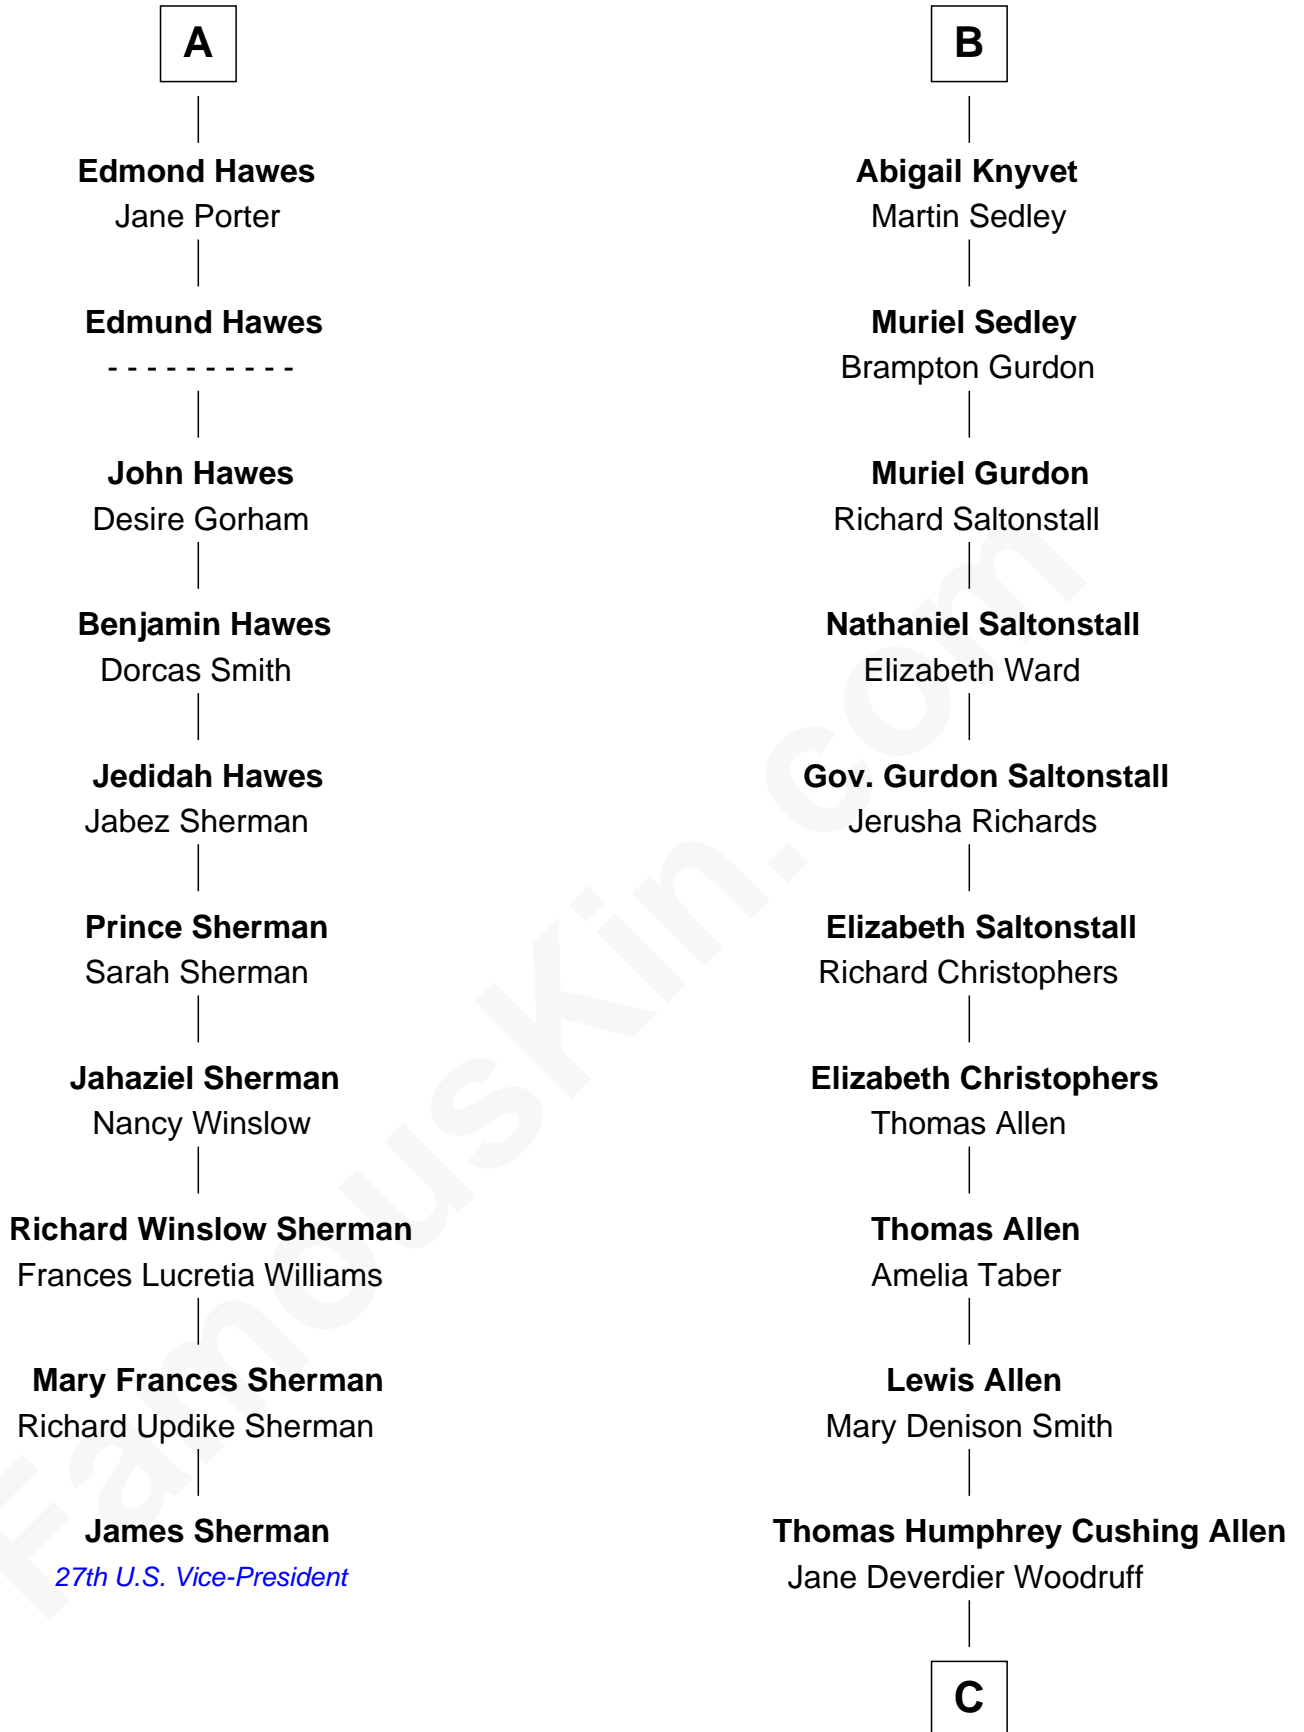 A
Edmond Hawes
Jane Porter
Edmund Hawes
- - - - - - - - - -
John Hawes
Desire Gorham
Benjamin Hawes
Dorcas Smith
Jedidah Hawes
Jabez Sherman
Prince Sherman
Sarah Sherman
Jahaziel Sherman
Nancy Winslow
Richard Winslow Sherman
Frances Lucretia Williams
Mary Frances Sherman
Richard Updike Sherman
James Sherman
27th U.S. Vice-President
B
Abigail Knyvet
Martin Sedley
Muriel Sedley
Brampton Gurdon
Muriel Gurdon
Richard Saltonstall
Nathaniel Saltonstall
Elizabeth Ward
Gov. Gurdon Saltonstall
Jerusha Richards
Elizabeth Saltonstall
Richard Christophers
Elizabeth Christophers
Thomas Allen
Thomas Allen
Amelia Taber
Lewis Allen
Mary Denison Smith
Thomas Humphrey Cushing Allen
Jane Deverdier Woodruff
C
FamousKin.com